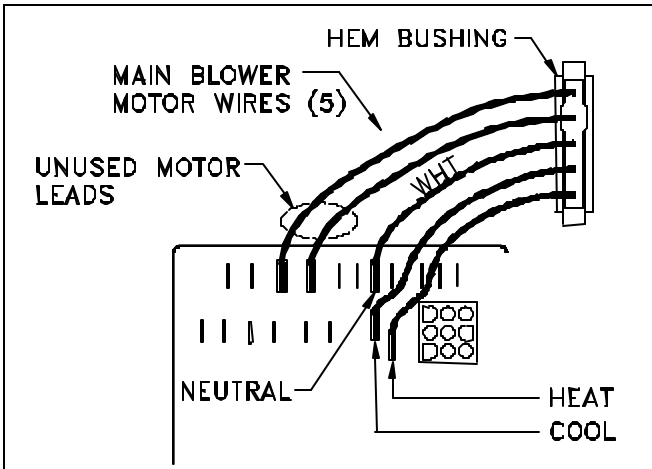 HEM BUSHING
MAIN BLOWER
MOTOR WIRES (5)
UNUSED MOTOR
LEADS
WHT
NEUTRAL
HEAT
COOL